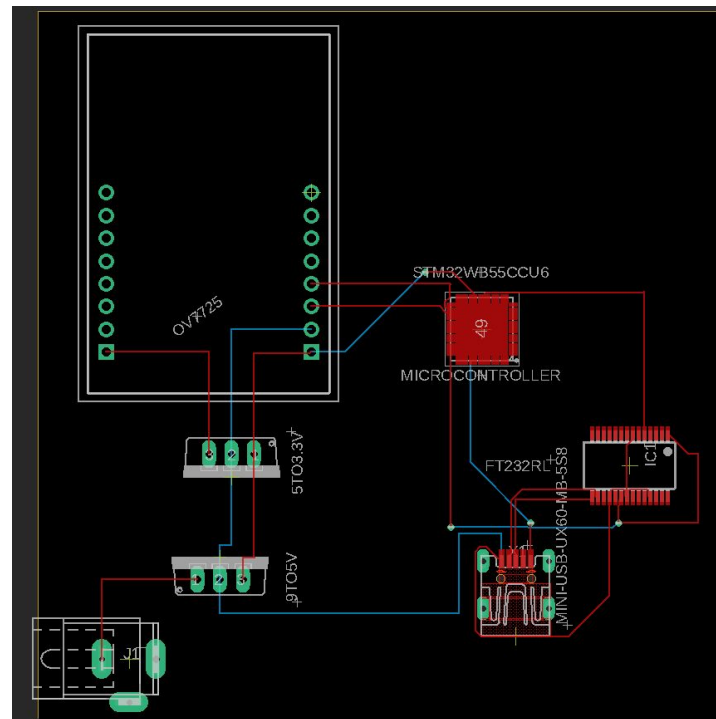 OV7725
STM32WB55CCU6
49
MICROCONTROLLER
5TO3.3V
FT232RL
IC1
MINI-USB-UX60-MB-5S8
9TO5V
J1